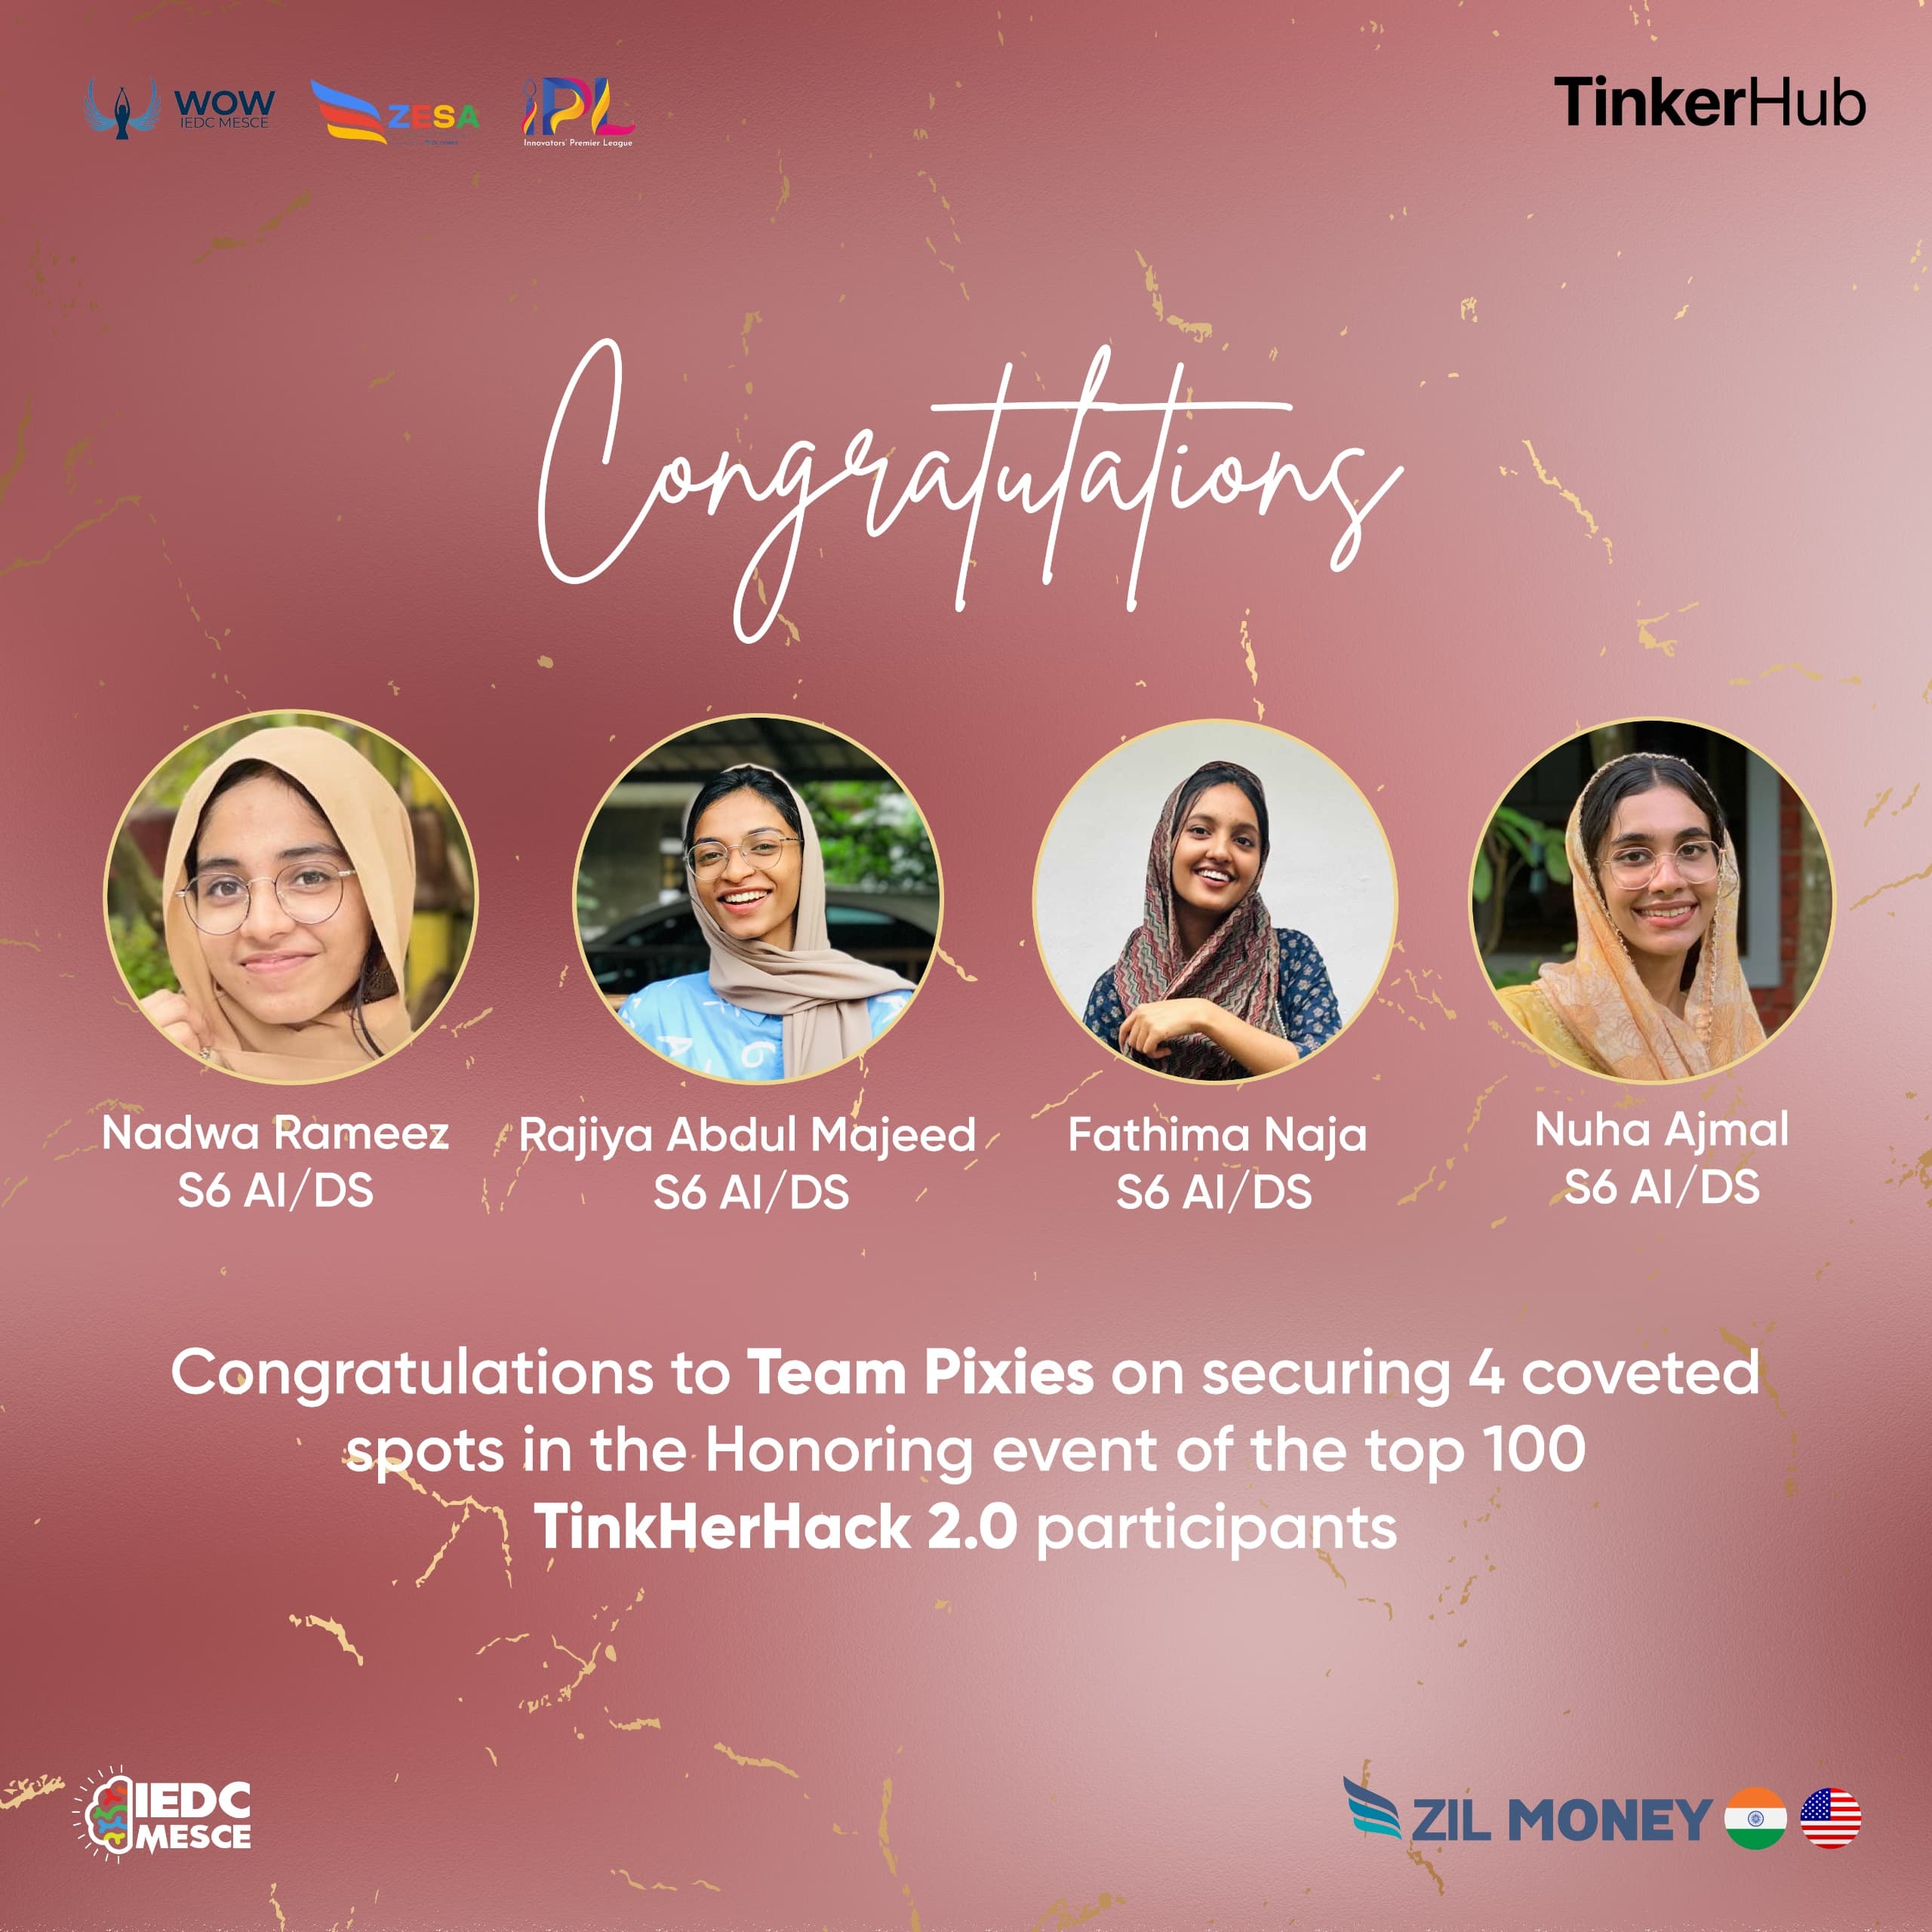 WOW
IEDC MESCE
ZESA
iPL
Innovators' Premier League
TinkerHub
Congratulations
Nadwa Rameez
S6 AI/DS
Rajiya Abdul Majeed
S6 AI/DS
Fathima Naja
S6 AI/DS
Nuha Ajmal
S6 AI/DS
Congratulations to Team Pixies on securing 4 coveted
spots in the Honoring event of the top 100
TinkHerHack 2.0 participants
IEDC
MESCE
ZIL MONEY